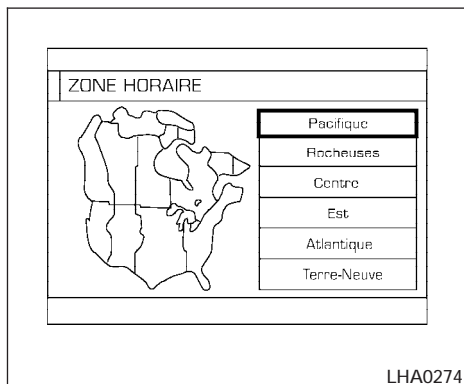 ZONE HORAIRE
Pacifique
Rocheuses
Centre
Est
Atlantique
Terre-Neuve
LHA0274